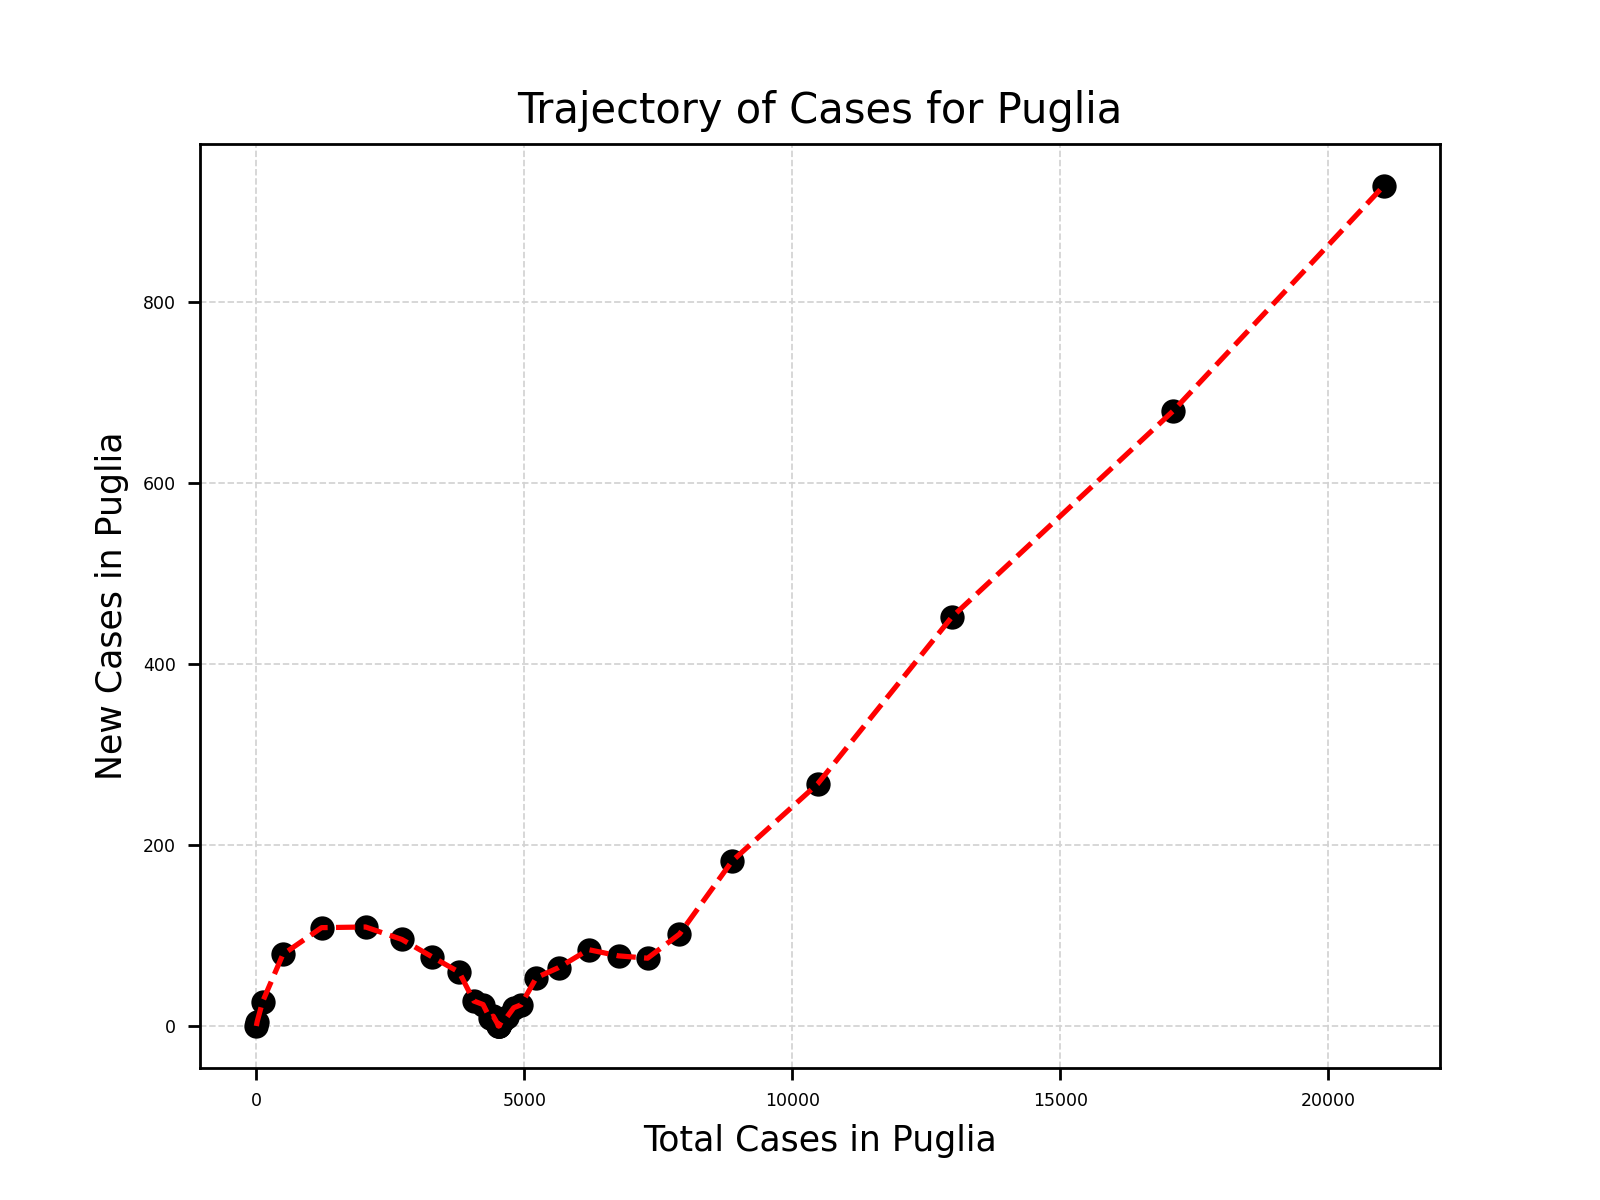 Trajectory of Cases for Puglia
New Cases in Puglia
800
600
400
200
0
0 5000 10000 15000 20000
Total Cases in Puglia